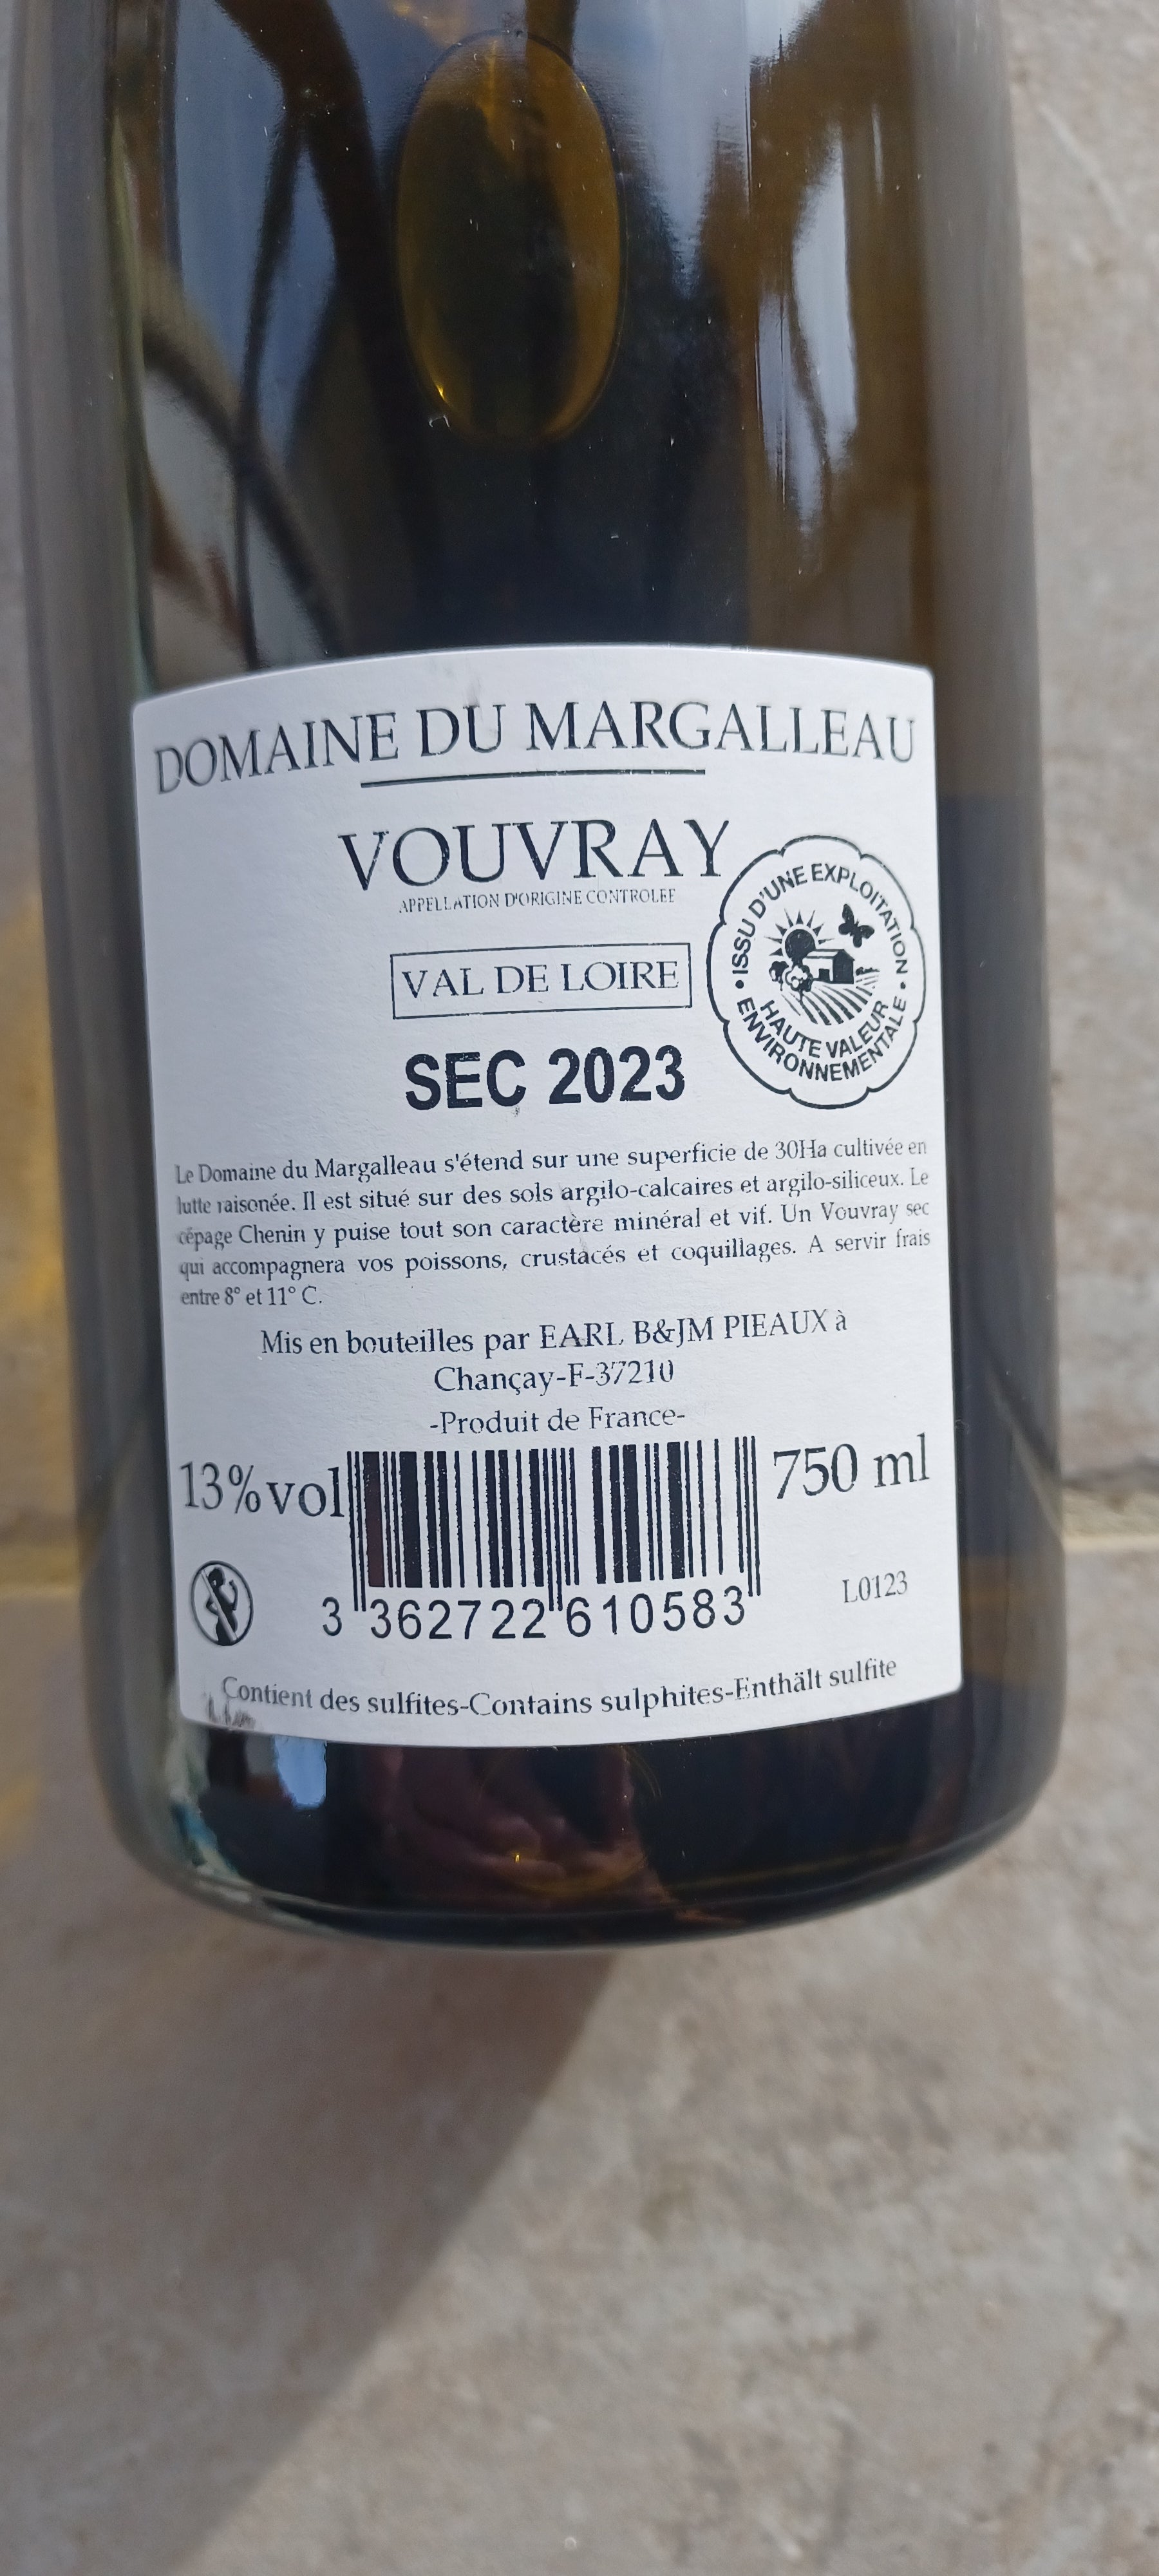 DOMAINE DU MARGALLEAU
VOUVRAY
APPELLATION D'ORIGINE CONTROLEE
VAL DE LOIRE
• ISSU D'UNE EXPLOITATION •
HAUTE VALEUR
ENVIRONNEMENTALE
SEC 2023
Le Domaine du Margalleau s'étend sur une superficie de 30Ha cultivée en
lutte raisonée. Il est situé sur des sols argilo-calcaires et argilo-siliceux. Le
cépage Chenin y puise tout son caractère minéral et vif. Un Vouvray sec
qui accompagnera vos poissons, crustacés et coquillages. A servir frais
entre 8° et 11° C.
Mis en bouteilles par EARL B&JM PIEAUX à
Chançay-F-37210
-Produit de France-
13%vol
750 ml
3 362722 610583
L0123
Contient des sulfites-Contains sulphites-Enthält sulfite